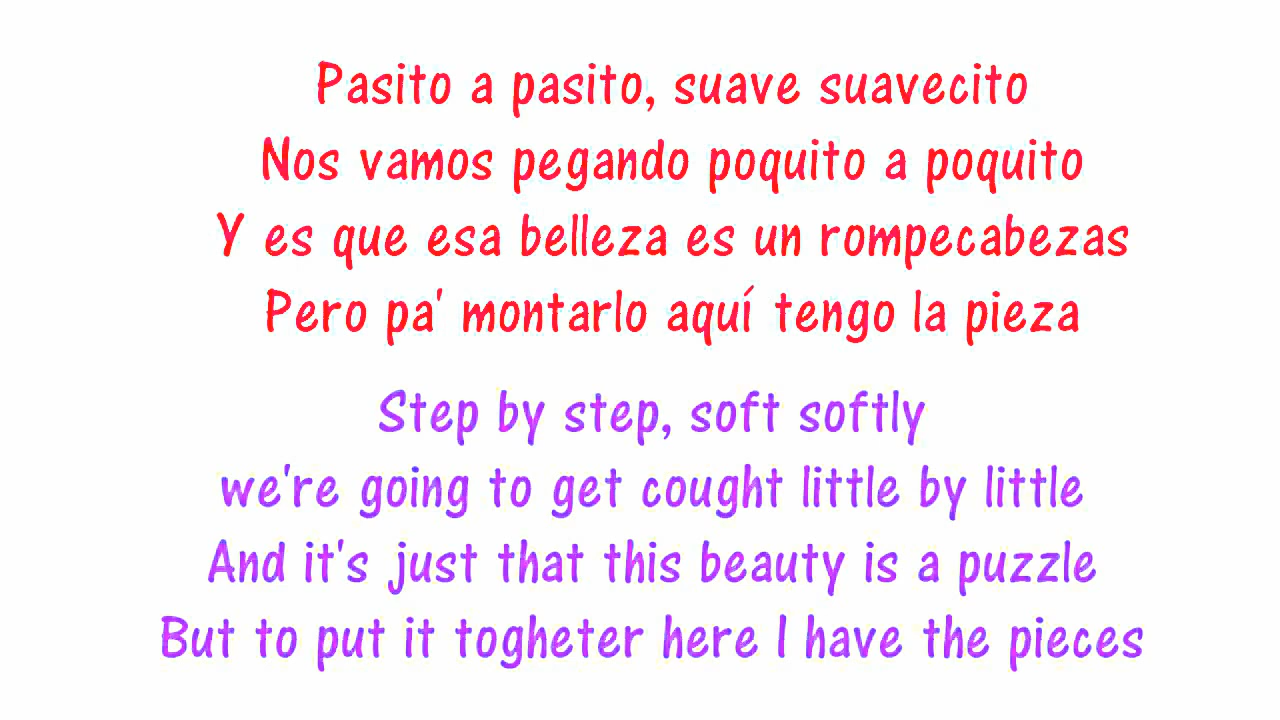 Pasito a pasito, suave suavecito
Nos vamos pegando poquito a poquito
Y es que esa belleza es un rompecabezas
Pero pa' montarlo aquí tengo la pieza
Step by step, soft softly
we're going to get cought little by little
And it's just that this beauty is a puzzle
But to put it togheter here I have the pieces